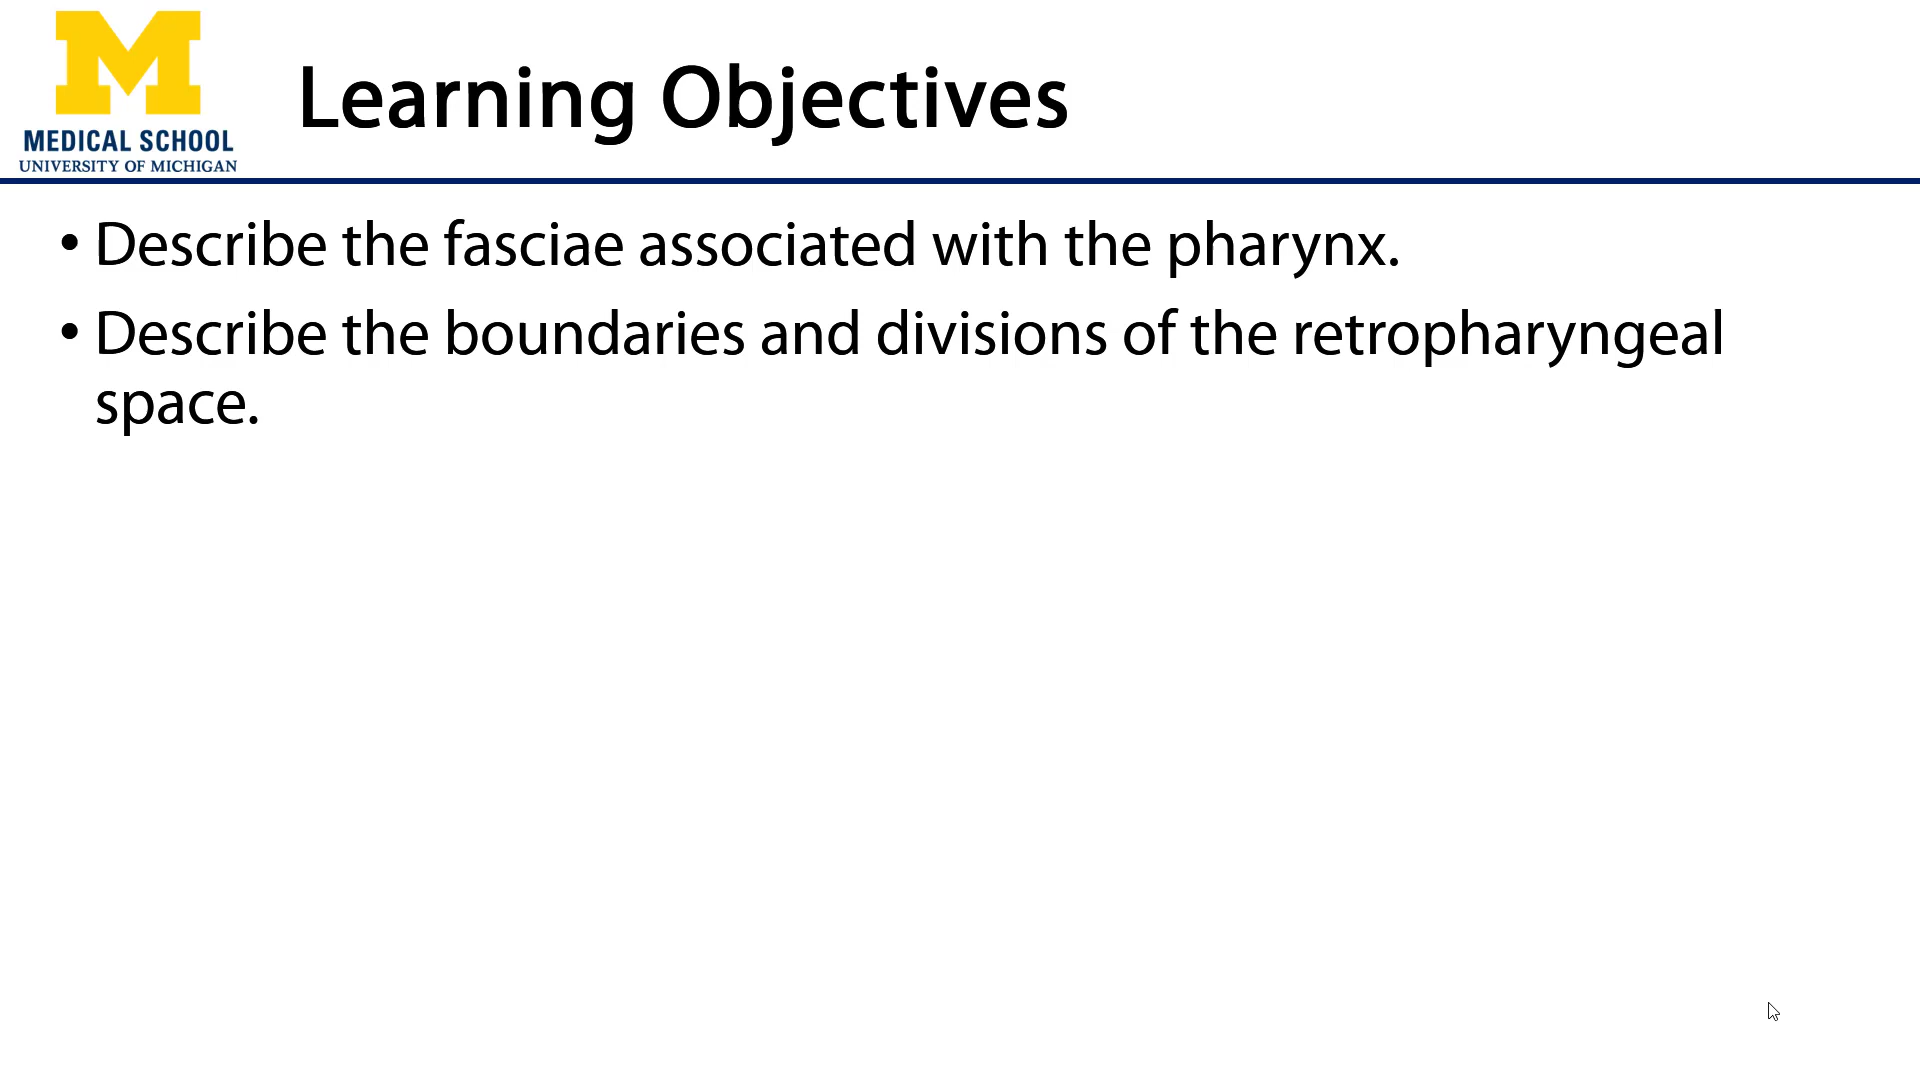 M
MEDICAL SCHOOL
UNIVERSITY OF MICHIGAN
Learning Objectives
• Describe the fasciae associated with the pharynx.
• Describe the boundaries and divisions of the retropharyngeal
space.